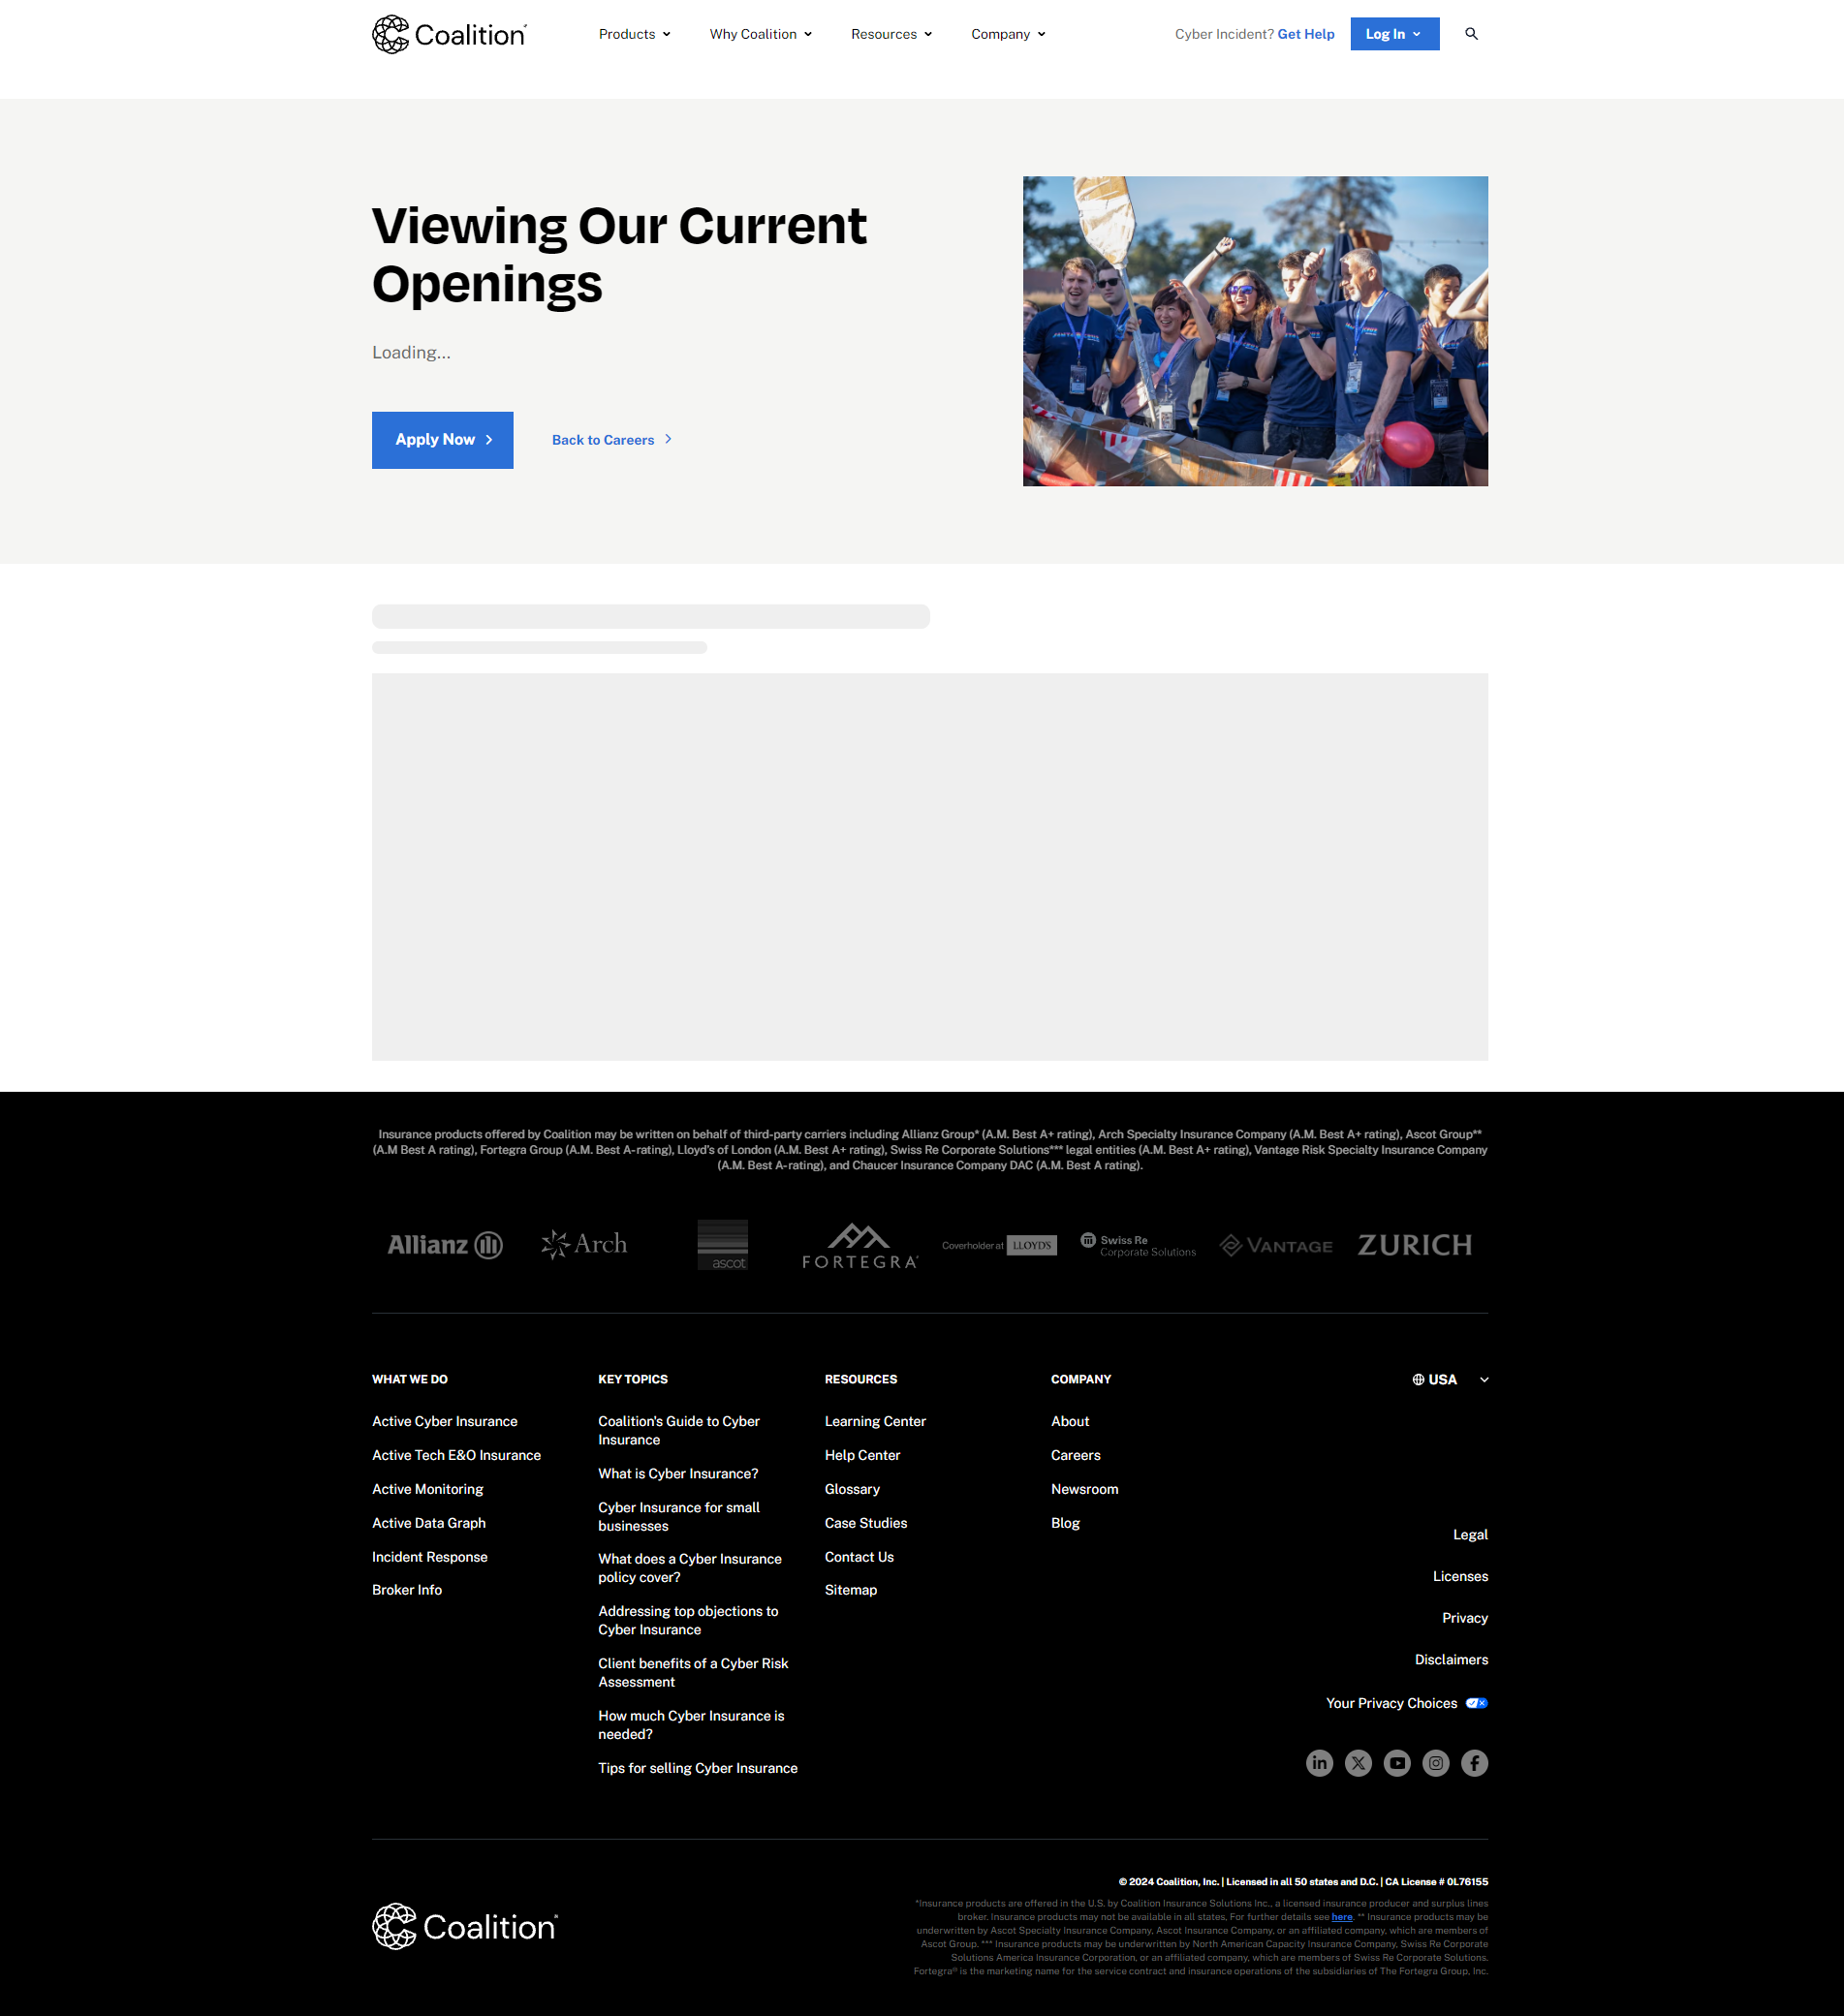 Coalition
Products
Why Coalition
Resources
Company
Cyber Incident? Get Help
Log In
Viewing Our Current
Openings
Loading...
Apply Now
Back to Careers
Insurance products offered by Coalition may be written on behalf of third-party carriers including Allianz Group* (A.M. Best A+ rating), Arch Specialty Insurance Company (A.M. Best A+ rating), Ascot Group**
(A.M Best A rating), Fortegra Group (A.M. Best A- rating), Lloyd's of London (A.M. Best A+ rating), Swiss Re Corporate Solutions*** legal entities (A.M. Best A+ rating), Vantage Risk Specialty Insurance Company
(A.M. Best A- rating), and Chaucer Insurance Company DAC (A.M. Best A rating).
Allianz
Arch
ascot
FORTEGRA
Coverholder at LLOYD'S
Swiss Re
Corporate Solutions
VANTAGE
ZURICH
WHAT WE DO
Active Cyber Insurance
Active Tech E&O Insurance
Active Monitoring
Active Data Graph
Incident Response
Broker Info
KEY TOPICS
Coalition's Guide to Cyber
Insurance
What is Cyber Insurance?
Cyber Insurance for small
businesses
What does a Cyber Insurance
policy cover?
Addressing top objections to
Cyber Insurance
Client benefits of a Cyber Risk
Assessment
How much Cyber Insurance is
needed?
Tips for selling Cyber Insurance
RESOURCES
Learning Center
Help Center
Glossary
Case Studies
Contact Us
Sitemap
COMPANY
About
Careers
Newsroom
Blog
USA
Legal
Licenses
Privacy
Disclaimers
Your Privacy Choices
Coalition
© 2024 Coalition, Inc. | Licensed in all 50 states and D.C. | CA License # 0L76155
*Insurance products are offered in the U.S. by Coalition Insurance Solutions Inc., a licensed insurance producer and surplus lines
broker. Insurance products may not be available in all states, For further details see here. ** Insurance products may be
underwritten by Ascot Specialty Insurance Company, Ascot Insurance Company, or an affiliated company, which are members of
Ascot Group. *** Insurance products may be underwritten by North American Capacity Insurance Company, Swiss Re Corporate
Solutions America Insurance Corporation, or an affiliated company, which are members of Swiss Re Corporate Solutions.
Fortegra® is the marketing name for the service contract and insurance operations of the subsidiaries of The Fortegra Group, Inc.